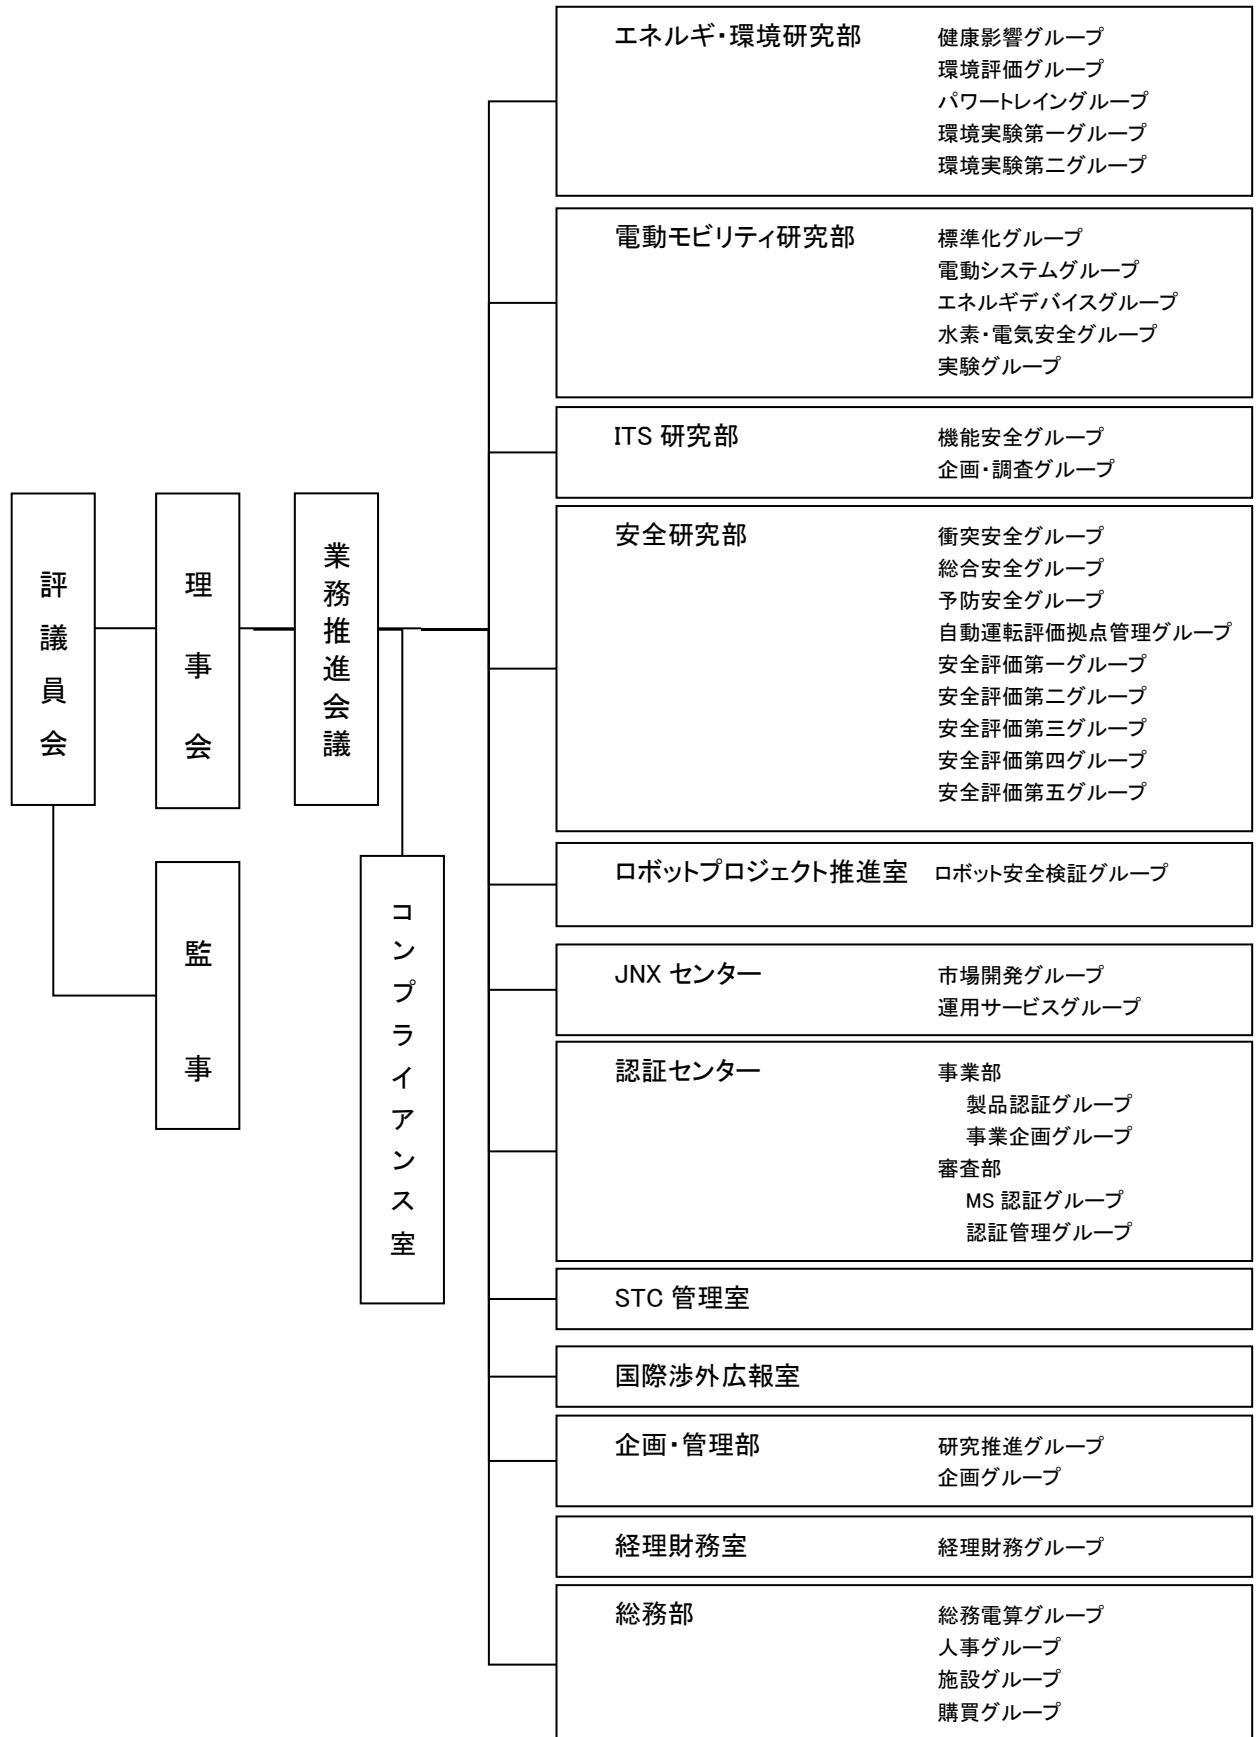 評議員会
理事会
監事
業務推進会議
コンプライアンス室
エネルギ・環境研究部
健康影響グループ
環境評価グループ
パワートレイングループ
環境実験第一グループ
環境実験第二グループ
電動モビリティ研究部
標準化グループ
電動システムグループ
エネルギデバイスグループ
水素・電気安全グループ
実験グループ
ITS 研究部
機能安全グループ
企画・調査グループ
安全研究部
衝突安全グループ
総合安全グループ
予防安全グループ
自動運転評価拠点管理グループ
安全評価第一グループ
安全評価第二グループ
安全評価第三グループ
安全評価第四グループ
安全評価第五グループ
ロボットプロジェクト推進室
ロボット安全検証グループ
JNX センター
市場開発グループ
運用サービスグループ
認証センター
事業部
製品認証グループ
事業企画グループ
審査部
MS 認証グループ
認証管理グループ
STC 管理室
国際渉外広報室
企画・管理部
研究推進グループ
企画グループ
経理財務室
経理財務グループ
総務部
総務電算グループ
人事グループ
施設グループ
購買グループ